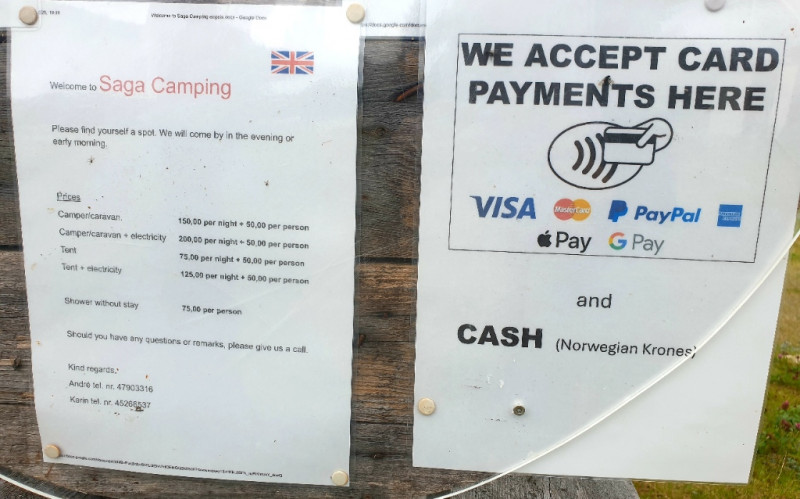 Welcome to Saga Camping
Please find yourself a spot. We will come by in the evening or
early morning.
Prices
Camper/caravan 150,00 per night + 50,00 per person
Camper/caravan + electricity 200,00 per night + 50,00 per person
Tent 75,00 per night + 50,00 per person
Tent + electricity 125,00 per night + 50,00 per person
Shower without stay 75,00 per person
Should you have any questions or remarks, please give us a call.
Kind regards,
André tel. nr. 47903316
Karin tel. nr.
WE ACCEPT CARD
PAYMENTS HERE
VISA MasterCard PayPal
Pay G Pay
and
CASH (Norwegian Krones)